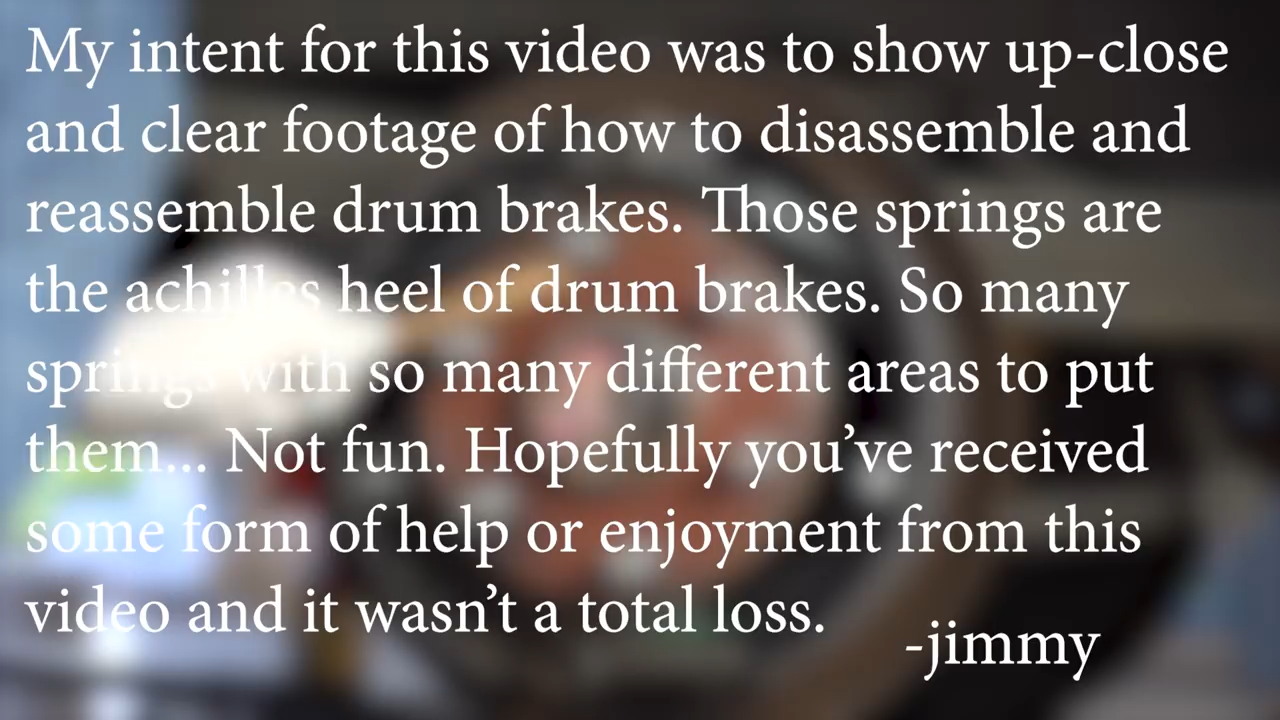 My intent for this video was to show up-close
and clear footage of how to disassemble and
reassemble drum brakes. Those springs are
the achilles heel of drum brakes. So many
springs with so many different areas to put
them... Not fun. Hopefully you’ve received
some form of help or enjoyment from this
video and it wasn’t a total loss.
-jimmy